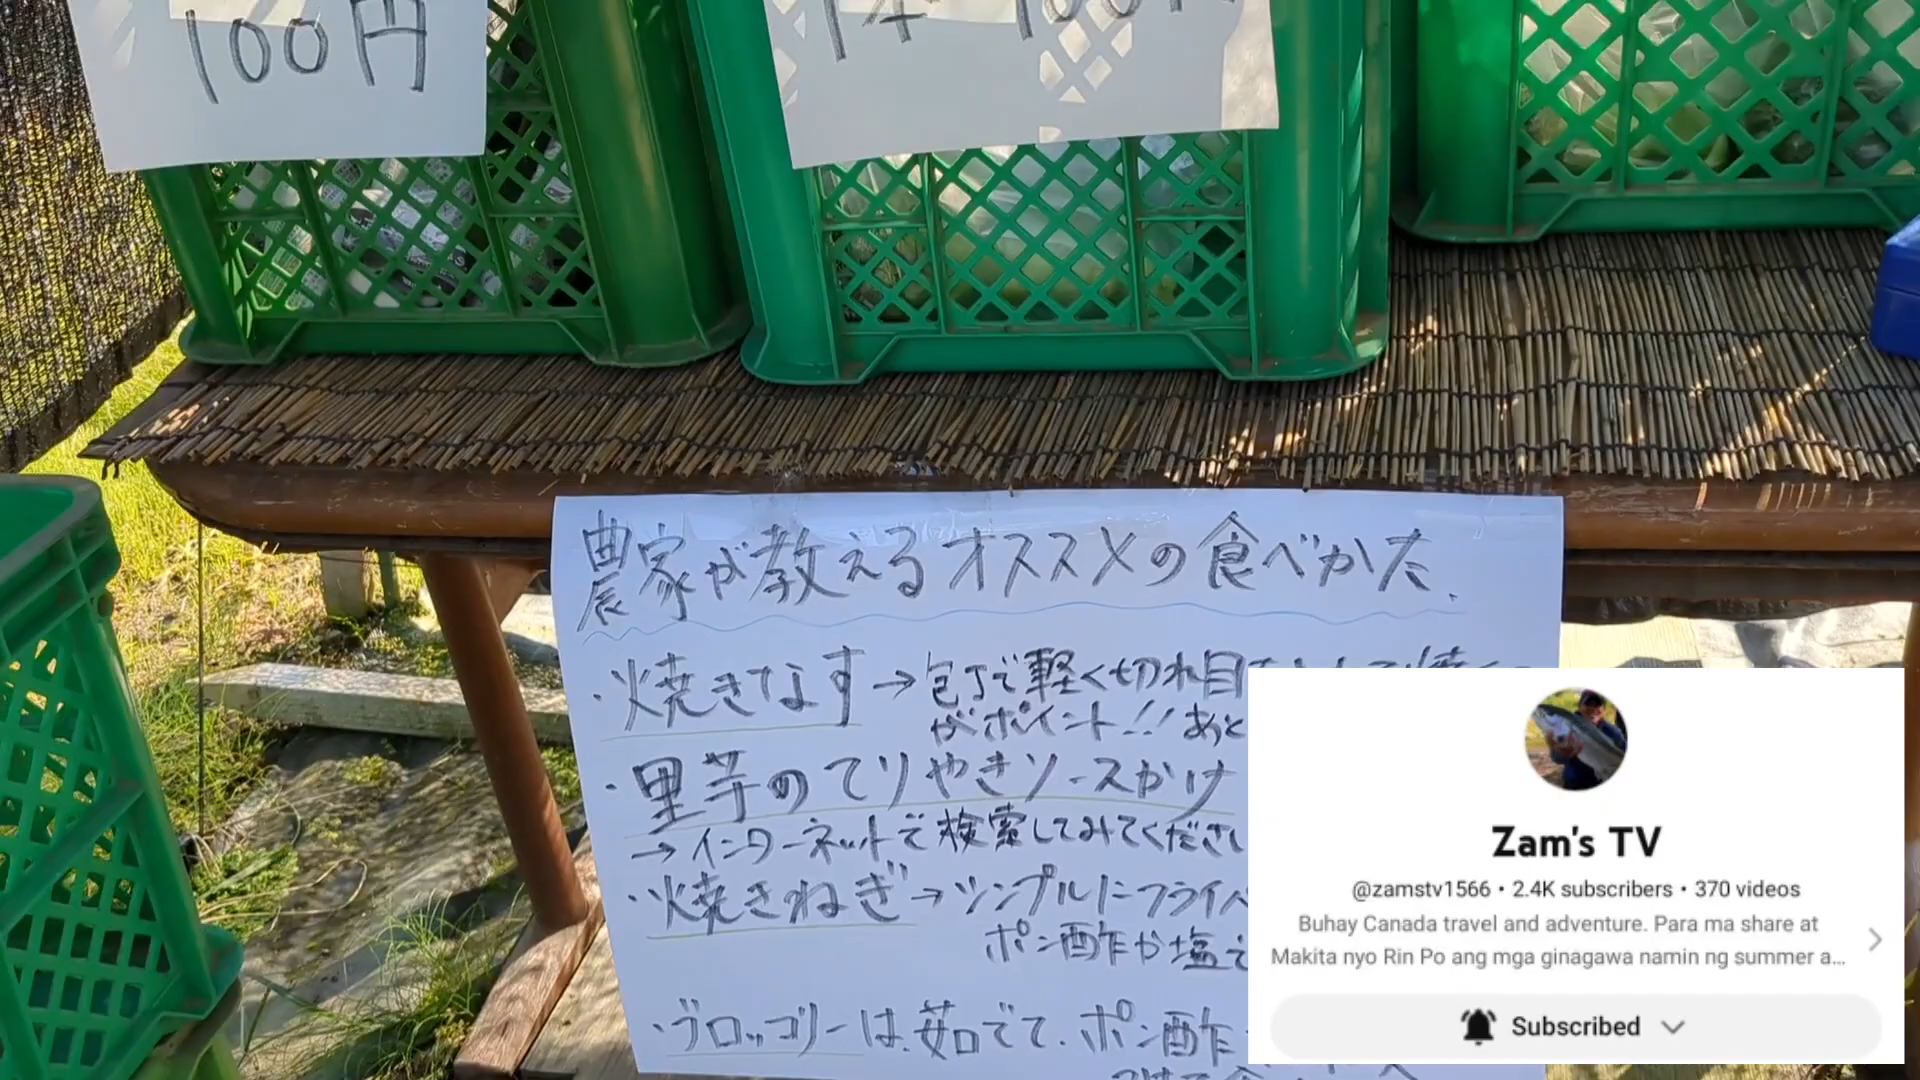 100円
農家が教えるオススメの食べかた、
・焼きなす→包丁で軽く切れ目
がポイント!!あと
・里芋のてりやきソースかけ
→インターネットで検索してみてくださ
・焼きねぎ→シンプルにフライパ
ポン酢や塩で
・ブロッコリーは、茹でて、ポン酢
Zam's TV
@zamstv1566 • 2.4K subscribers • 370 videos
Buhay Canada travel and adventure. Para ma share at
Makita nyo Rin Po ang mga ginagawa namin ng summer a...
Subscribed